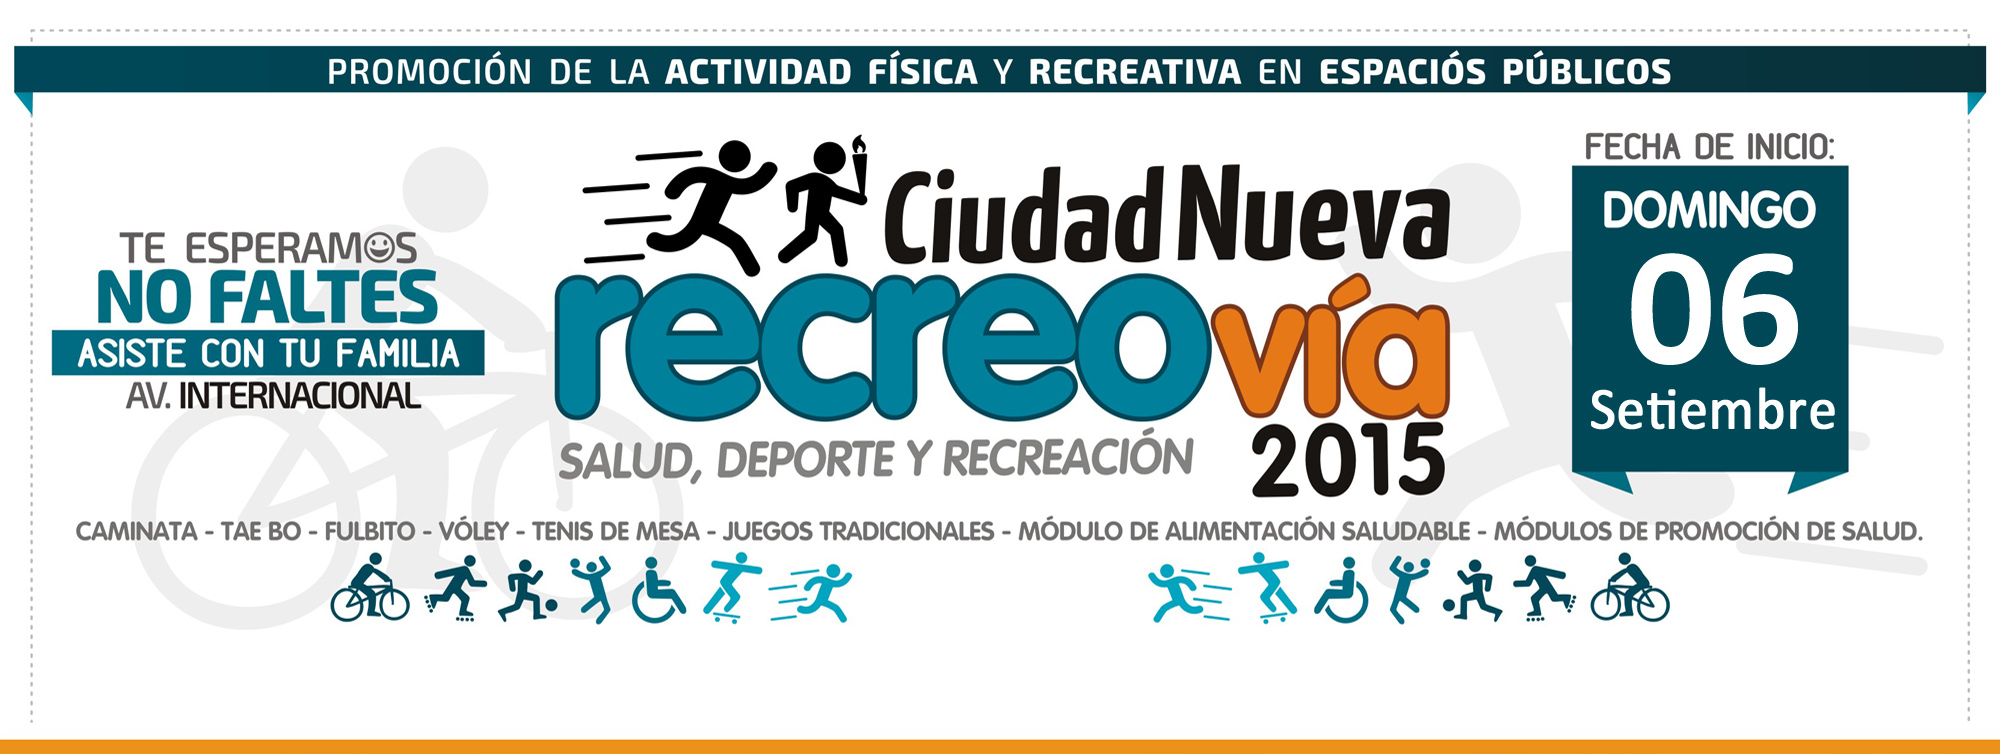 PROMOCIÓN DE LA ACTIVIDAD FÍSICA Y RECREATIVA EN ESPACIÓS PÚBLICOS
TE ESPERAMOS
NO FALTES
ASISTE CON TU FAMILIA
AV. INTERNACIONAL
Ciudad Nueva
recreovía
SALUD, DEPORTE Y RECREACIÓN
2015
FECHA DE INICIO:
DOMINGO
06
Setiembre
CAMINATA - TAE BO - FULBITO - VÓLEY - TENIS DE MESA - JUEGOS TRADICIONALES - MÓDULO DE ALIMENTACIÓN SALUDABLE - MÓDULOS DE PROMOCIÓN DE SALUD.